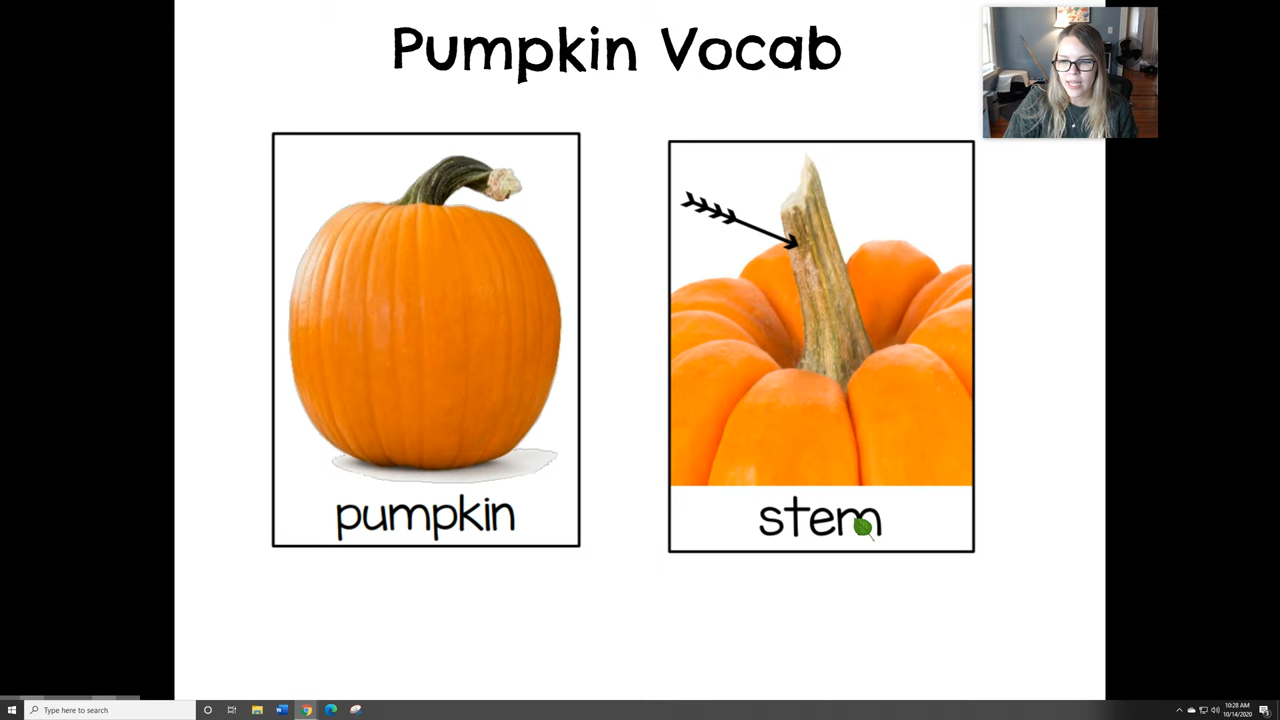 Pumpkin Vocab
pumpkin
stem
Type here to search
10:28 AM
10/14/2020